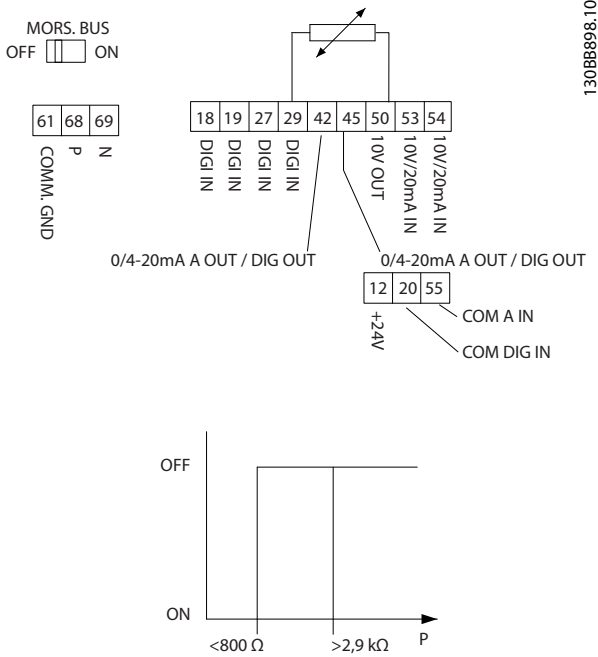 130BB898.10
MORS. BUS
OFF ON
61 68 69
COMM. GND
P
N
18 19 27 29 42 45 50 53 54
DIGI IN
DIGI IN
DIGI IN
DIGI IN
10V OUT
10V/20mA IN
10V/20mA IN
0/4-20mA A OUT / DIG OUT
0/4-20mA A OUT / DIG OUT
12 20 55
+24V
COM A IN
COM DIG IN
OFF
ON
<800 Ω
>2,9 kΩ
P